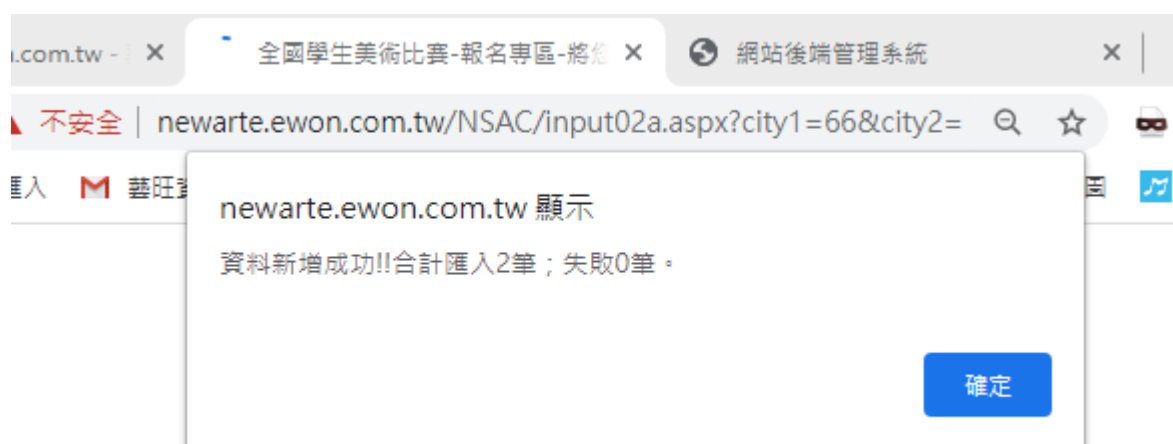 .com.tw -
全國學生美術比賽-報名專區-將您
網站後端管理系統
不安全 | newarte.ewon.com.tw/NSAC/input02a.aspx?city1=66&city2=
匯入
藝旺資
newarte.ewon.com.tw 顯示
資料新增成功!!合計匯入2筆；失敗0筆。
確定